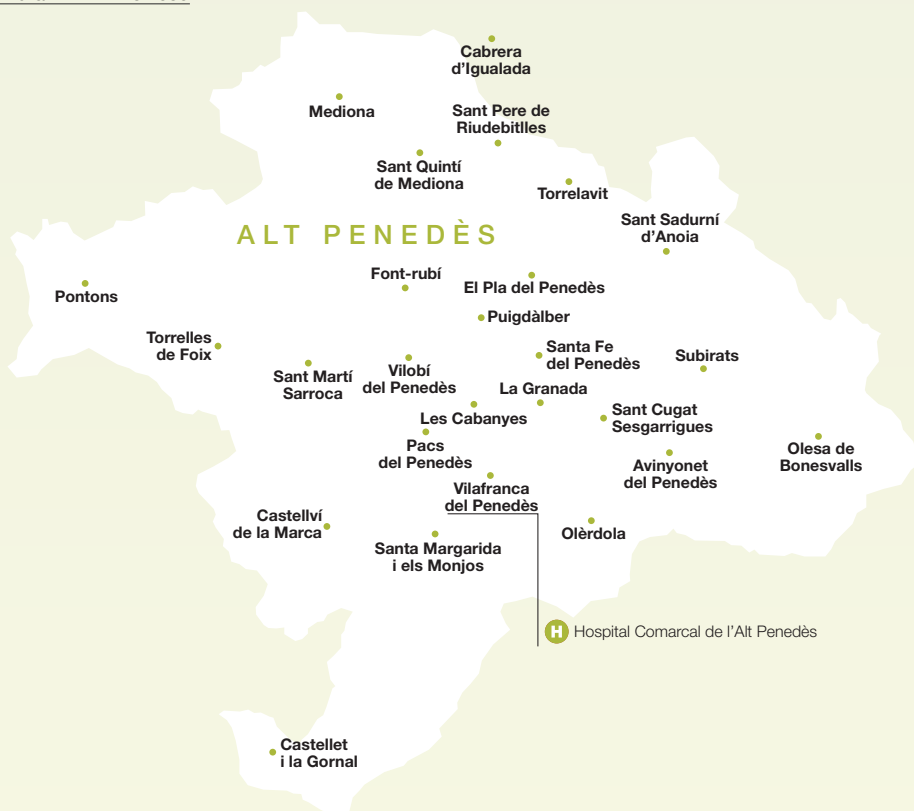 Cabrera
d'Igualada
Mediona
Sant Pere de
Riudebitlles
Sant Quintí
de Mediona
Torrelavit
Sant Sadurní
d'Anoia
ALT PENEDÈS
Font-rubí
El Pla del Penedès
Pontons
Puigdàlber
Torrelles
de Foix
Santa Fe
del Penedès
Subirats
Sant Martí
Sarroca
Vilobí
del Penedès
La Granada
Les Cabanyes
Sant Cugat
Sesgarrigues
Pacs
del Penedès
Avinyonet
del Penedès
Olesa de
Bonesvalls
Vilafranca
del Penedès
Castellví
de la Marca
Olèrdola
Santa Margarida
i els Monjos
H Hospital Comarcal de l'Alt Penedès
Castellet
i la Gornal